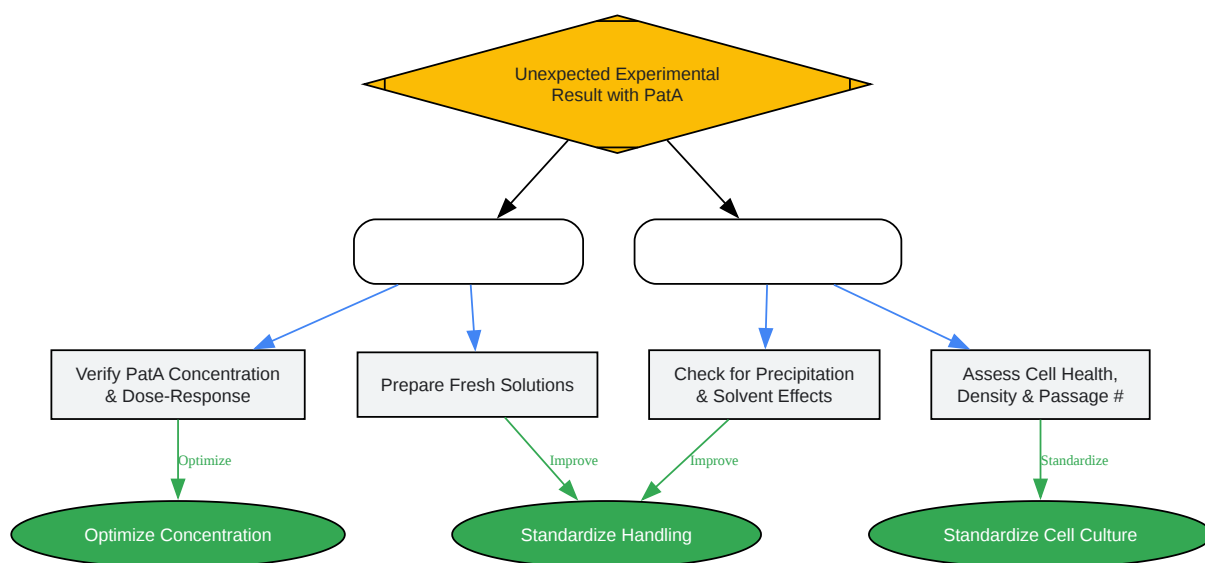 Unexpected Experimental
Result with PatA
Verify PatA Concentration
& Dose-Response
Prepare Fresh Solutions
Check for Precipitation
& Solvent Effects
Assess Cell Health,
Density & Passage #
Optimize
Improve
Improve
Standardize
Optimize Concentration
Standardize Handling
Standardize Cell Culture